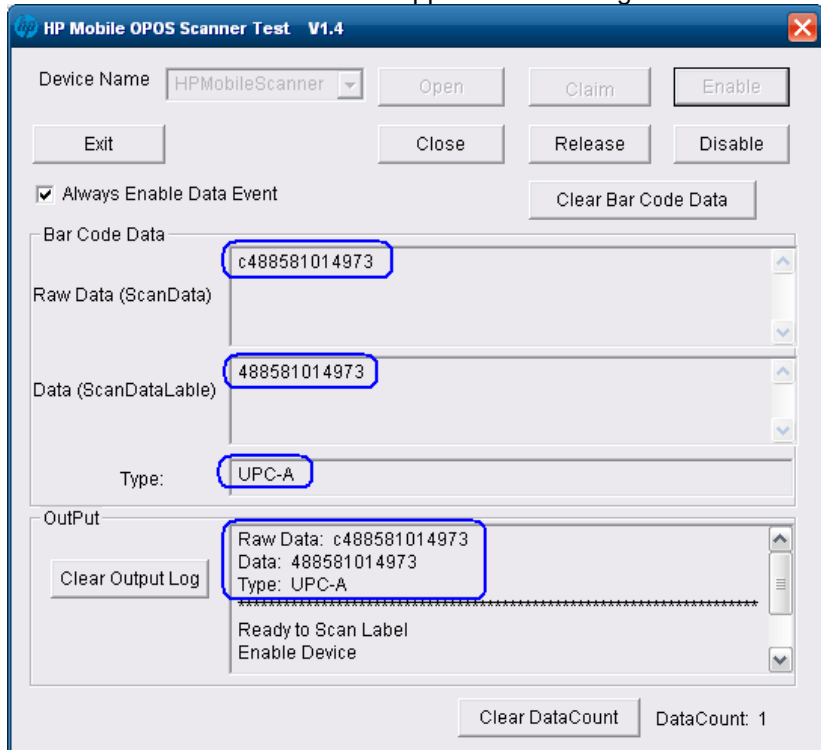 HP Mobile OPOS Scanner Test V1.4
Device Name HPMobileScanner Open Claim Enable
Exit Close Release Disable
Always Enable Data Event
Clear Bar Code Data
Bar Code Data
c488581014973
Raw Data (ScanData)
488581014973
Data (ScanDataLable)
Type: UPC-A
OutPut
Raw Data: c488581014973
Data: 488581014973
Clear Output Log
Type: UPC-A
********************************************************************
Ready to Scan Label
Enable Device
Clear DataCount DataCount: 1